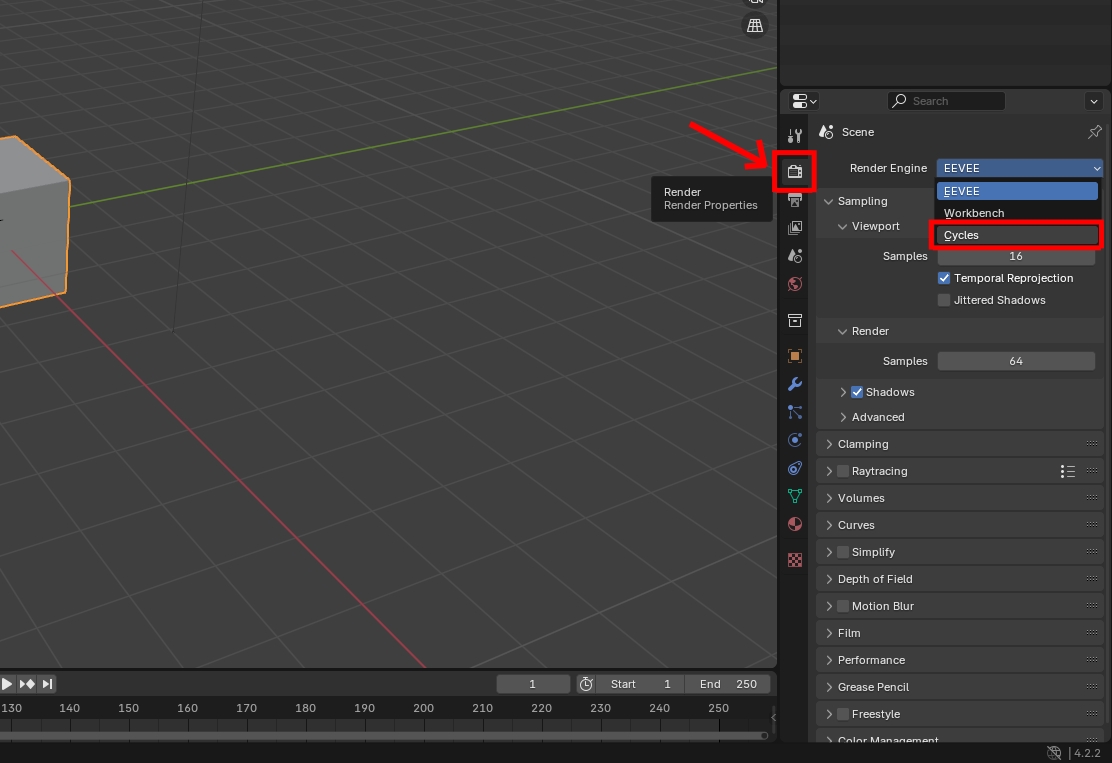 Search
Scene
Render Engine
EEVEE
EEVEE
Workbench
Cycles
Render
Render Properties
Sampling
Viewport
Samples
16
Temporal Reprojection
Jittered Shadows
Render
Samples
64
Shadows
Advanced
Clamping
Raytracing
Volumes
Curves
Simplify
Depth of Field
Motion Blur
Film
Performance
Grease Pencil
Freestyle
Color Management
1
Start 1
End 250
130 140 150 160 170 180 190 200 210 220 230 240 250
4.2.2